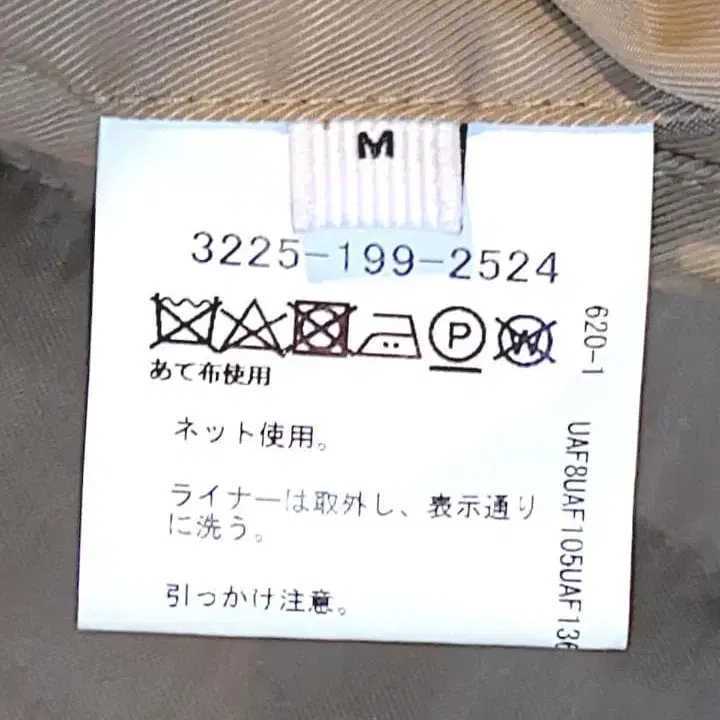 M
3225-199-2524
P
W
あて布使用
ネット使用。
ライナーは取外し、表示通り
に洗う。
引っかけ注意。
620-1
UAF8UAF105UAF136